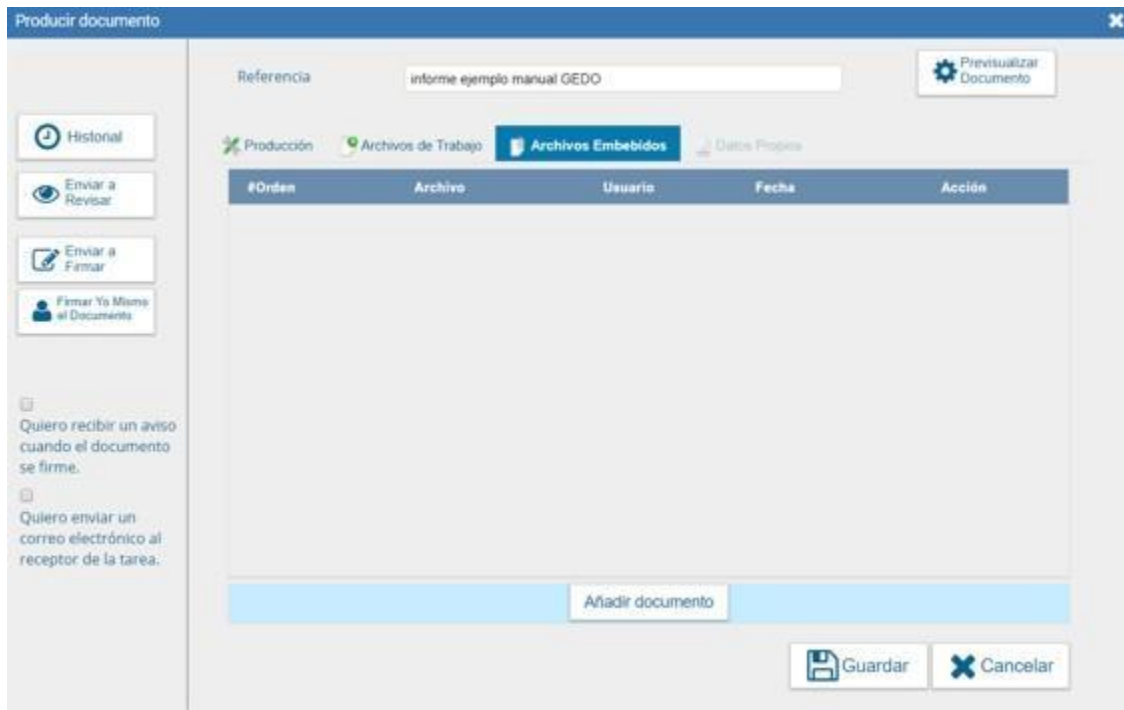 Producir documento
Referencia
informe ejemplo manual GEDO
Previsualizar
Documento
Historial
Enviar a
Revisar
Enviar a
Firmar
Firmar Yo Mismo
el Documento
Producción
Archivos de Trabajo
Archivos Embebidos
Datos Propios
#Orden
Archivo
Usuario
Fecha
Acción
Quiero recibir un aviso
cuando el documento
se firme.
Quiero enviar un
correo electrónico al
receptor de la tarea.
Añadir documento
Guardar
Cancelar